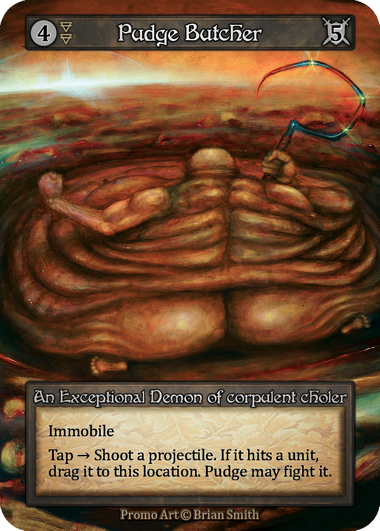 4
Pudge Butcher
5
An Exceptional Demon of corpulent choler
Immobile
Tap → Shoot a projectile. If it hits a unit,
drag it to this location. Pudge may fight it.
Promo Art © Brian Smith